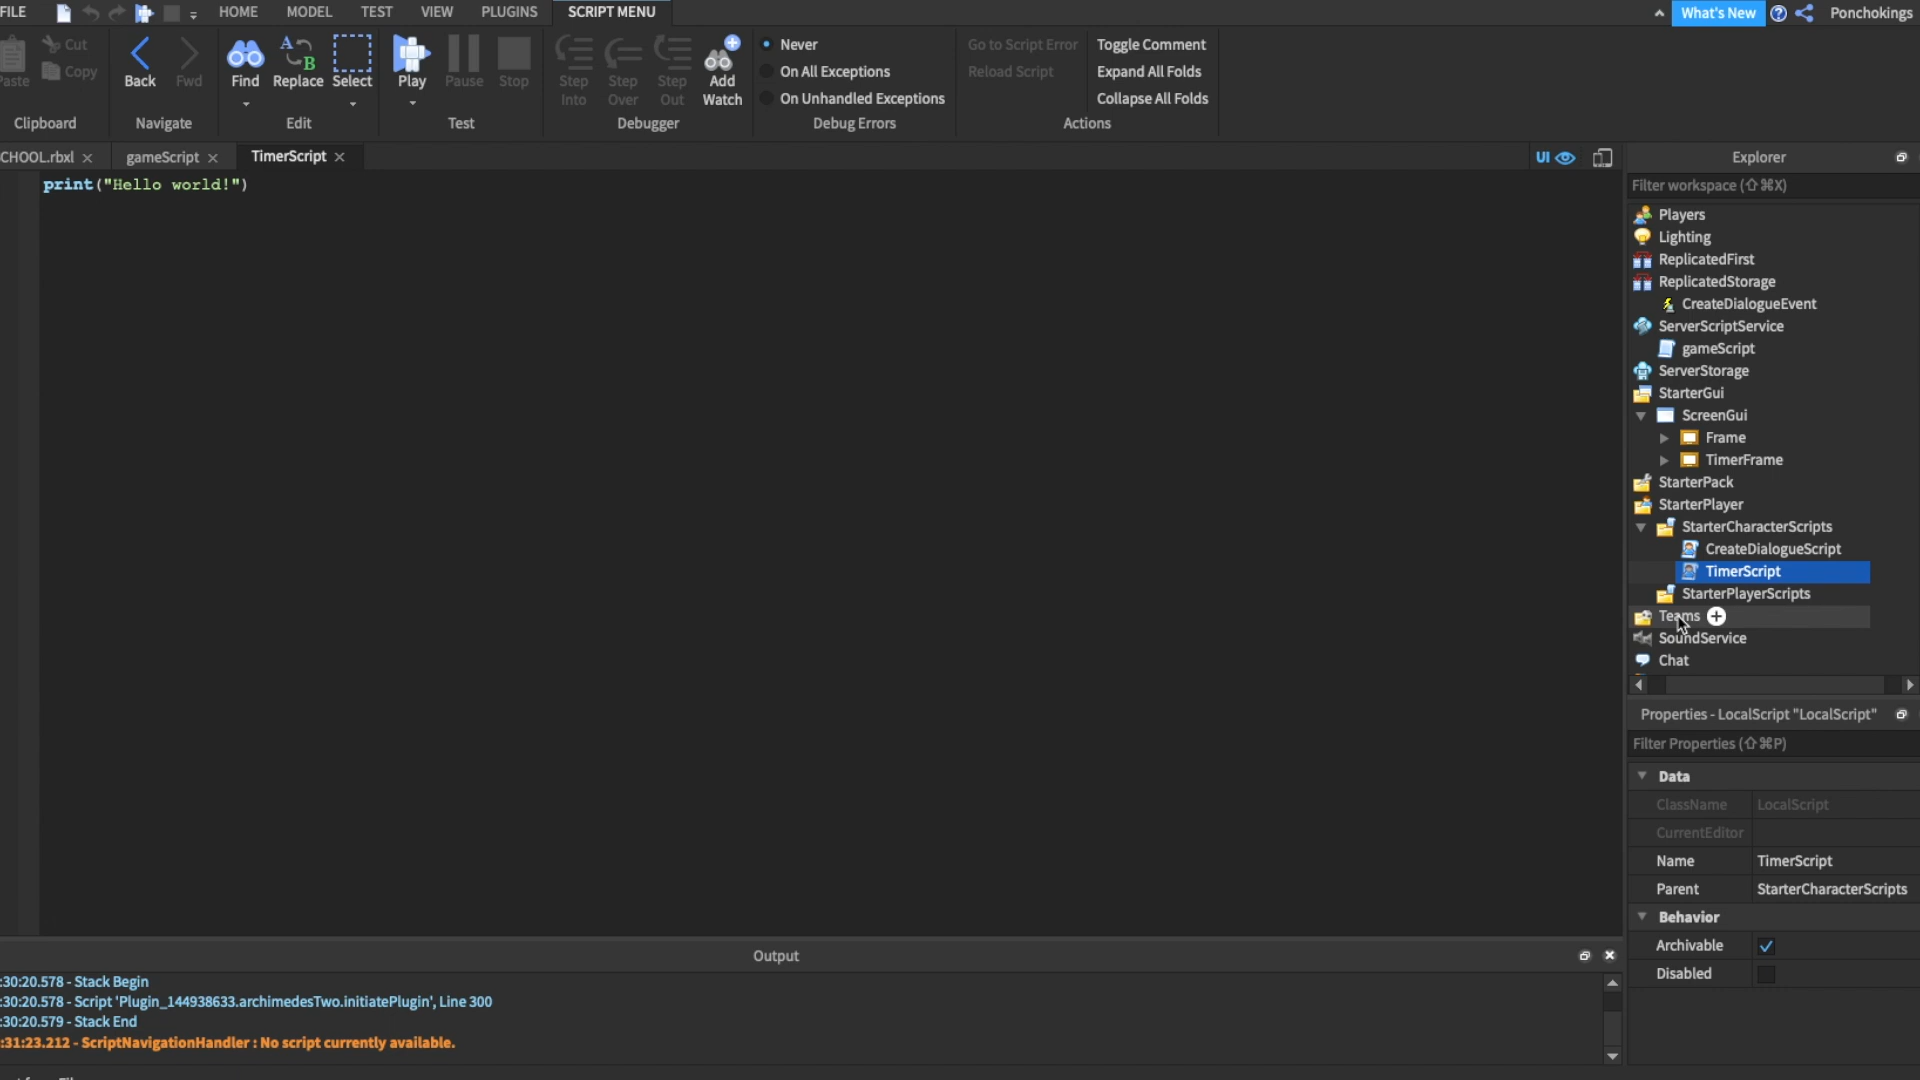 FILE HOME MODEL TEST VIEW PLUGINS SCRIPT MENU What's New Ponchokings
Cut
Copy
Back Fwd
Find Replace Select
Play Pause Stop
Step Into
Step Over
Step Out
Add Watch
Never
On All Exceptions
On Unhandled Exceptions
Go to Script Error
Reload Script
Toggle Comment
Expand All Folds
Collapse All Folds
Clipboard Navigate Edit Test Debugger Debug Errors Actions
CHOOL.rbxl gameScript TimerScript UI
print("Hello world!")
Explorer
Filter workspace (⇧⌘X)
Players
Lighting
ReplicatedFirst
ReplicatedStorage
CreateDialogueEvent
ServerScriptService
gameScript
ServerStorage
StarterGui
ScreenGui
Frame
TimerFrame
StarterPack
StarterPlayer
StarterCharacterScripts
CreateDialogueScript
TimerScript
StarterPlayerScripts
Teams
SoundService
Chat
Properties - LocalScript "LocalScript"
Filter Properties (⇧⌘P)
Data
ClassName LocalScript
CurrentEditor
Name TimerScript
Parent StarterCharacterScripts
Behavior
Archivable
Disabled
Output
:30:20.578 - Stack Begin
:30:20.578 - Script 'Plugin_144938633.archimedesTwo.initiatePlugin', Line 300
:30:20.579 - Stack End
:31:23.212 - ScriptNavigationHandler : No script currently available.